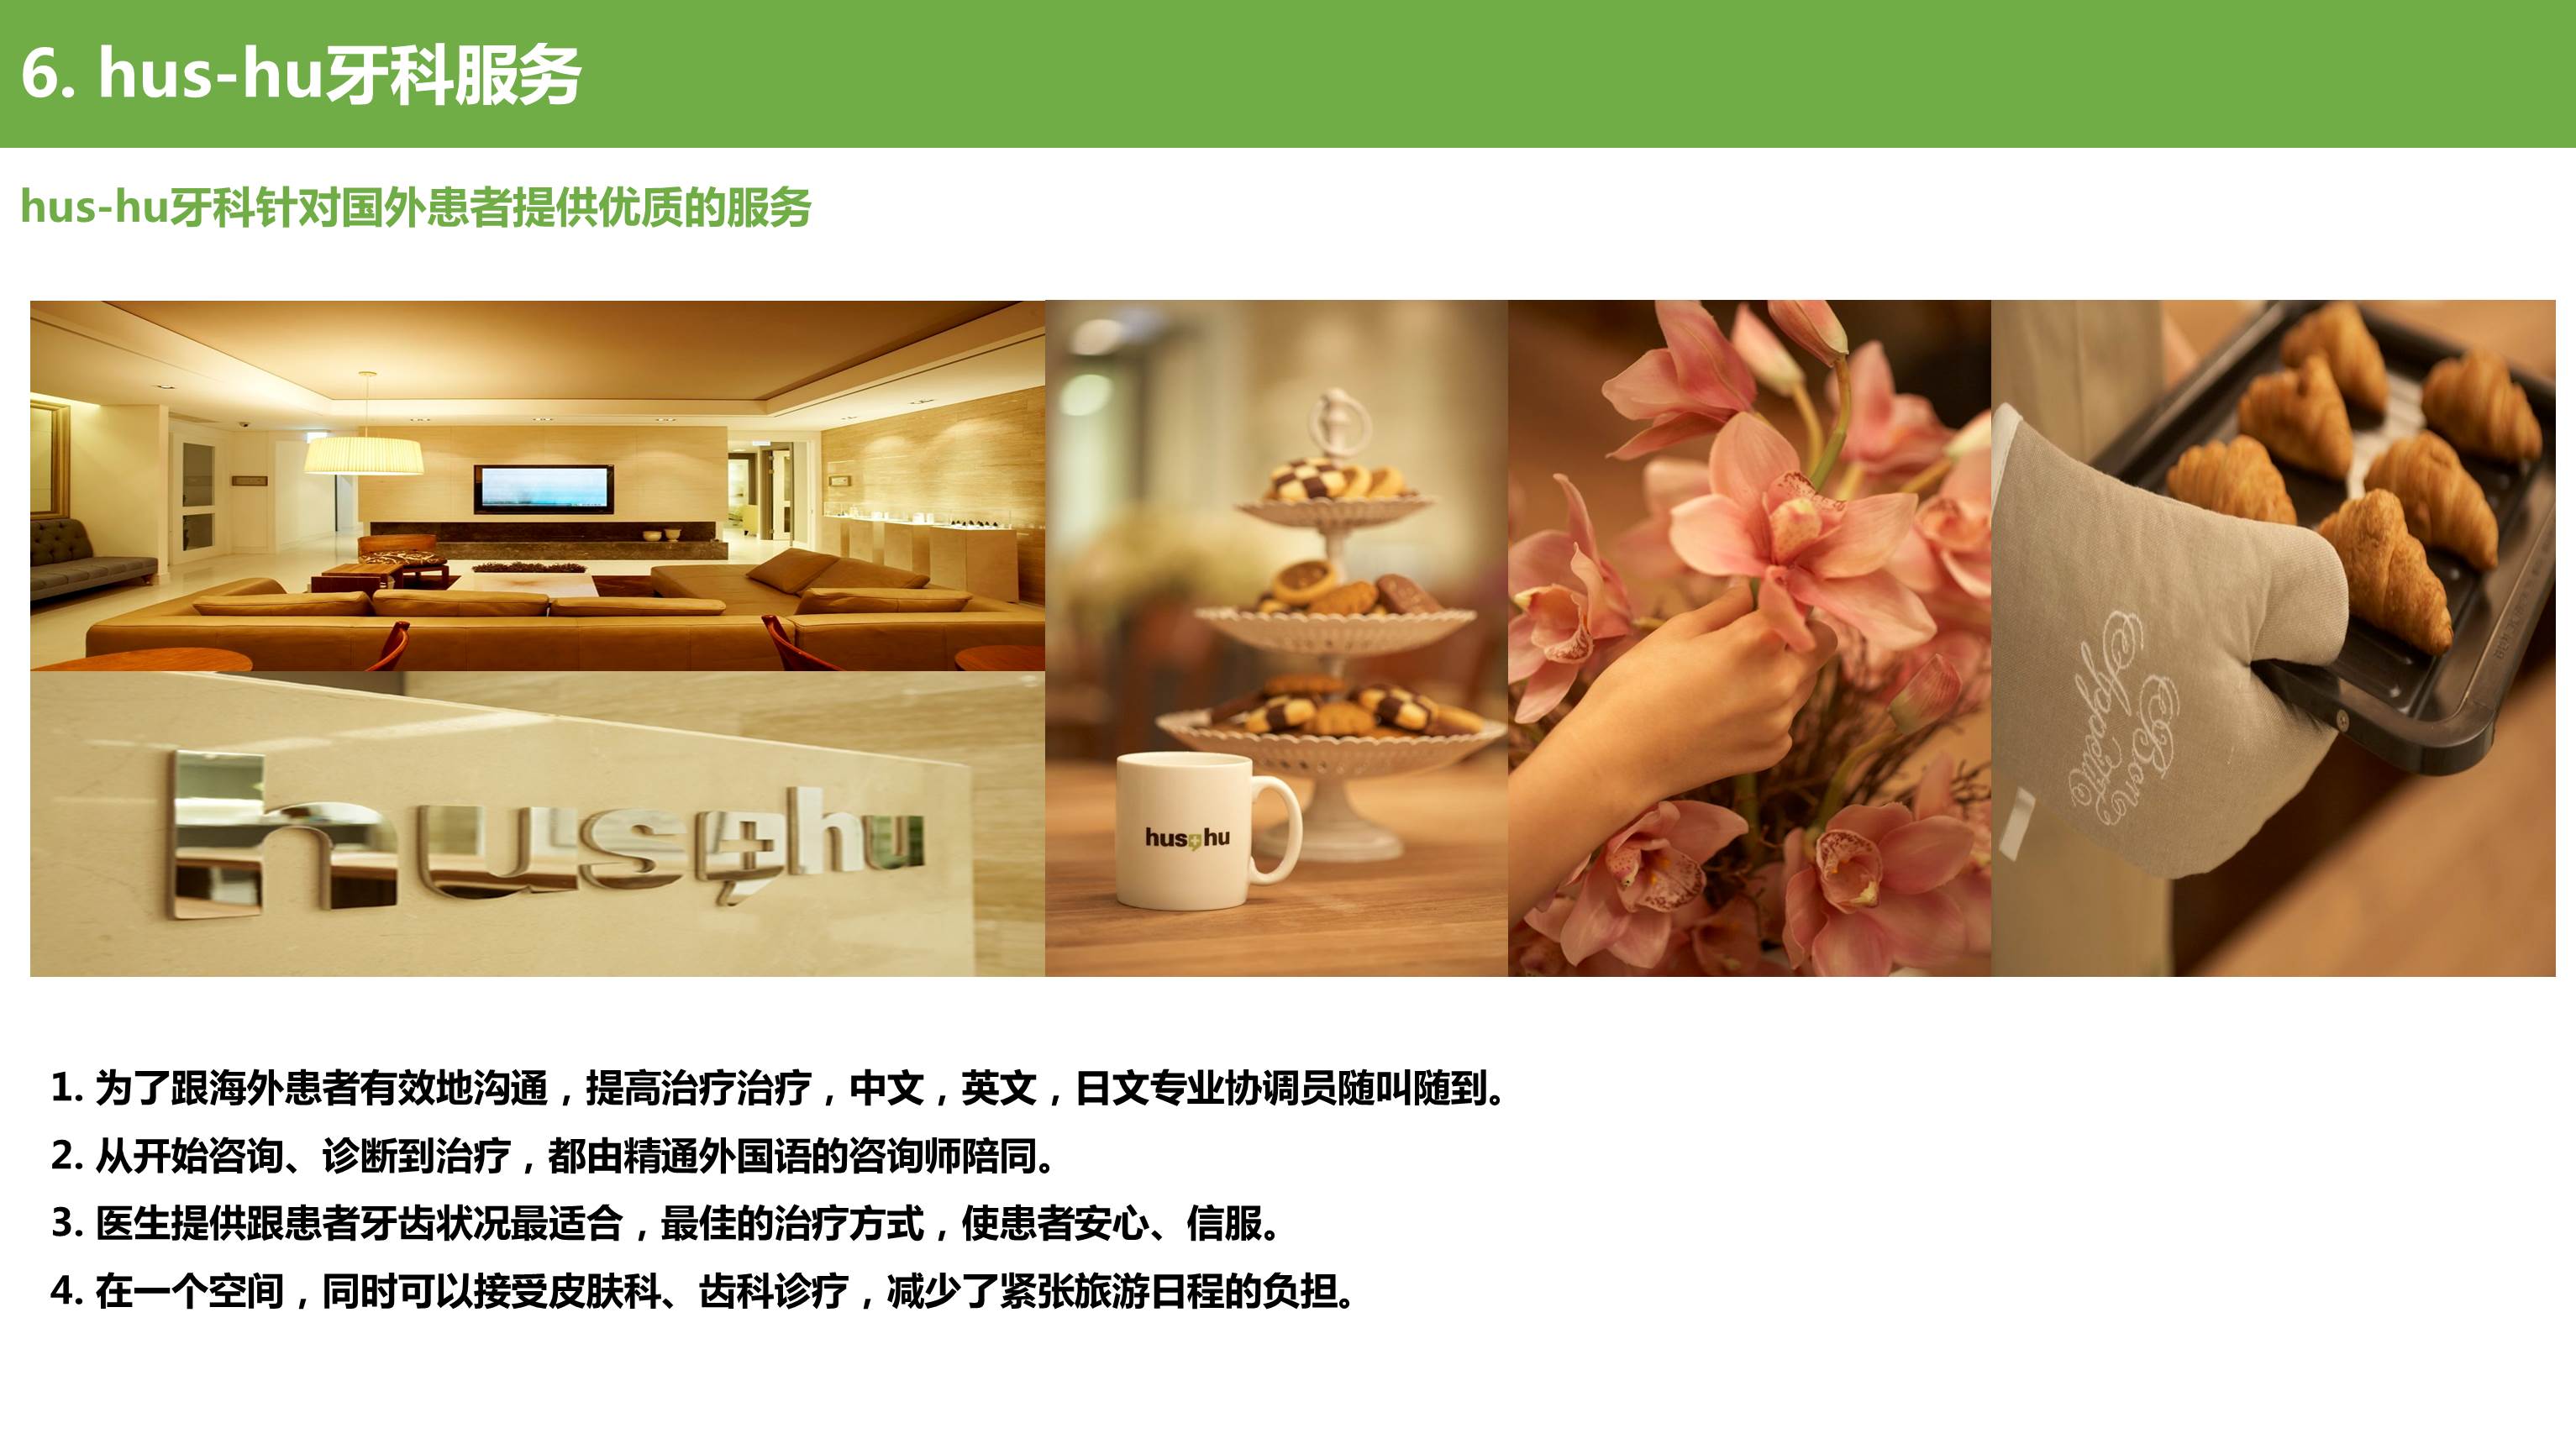 6. hus-hu牙科服务
hus-hu牙科针对国外患者提供优质的服务
hus hu
hus hu
Bon
Appetit
1. 为了跟海外患者有效地沟通，提高治疗治疗，中文，英文，日文专业协调员随叫随到。
2. 从开始咨询、诊断到治疗，都由精通外国语的咨询师陪同。
3. 医生提供跟患者牙齿状况最适合，最佳的治疗方式，使患者安心、信服。
4. 在一个空间，同时可以接受皮肤科、齿科诊疗，减少了紧张旅游日程的负担。